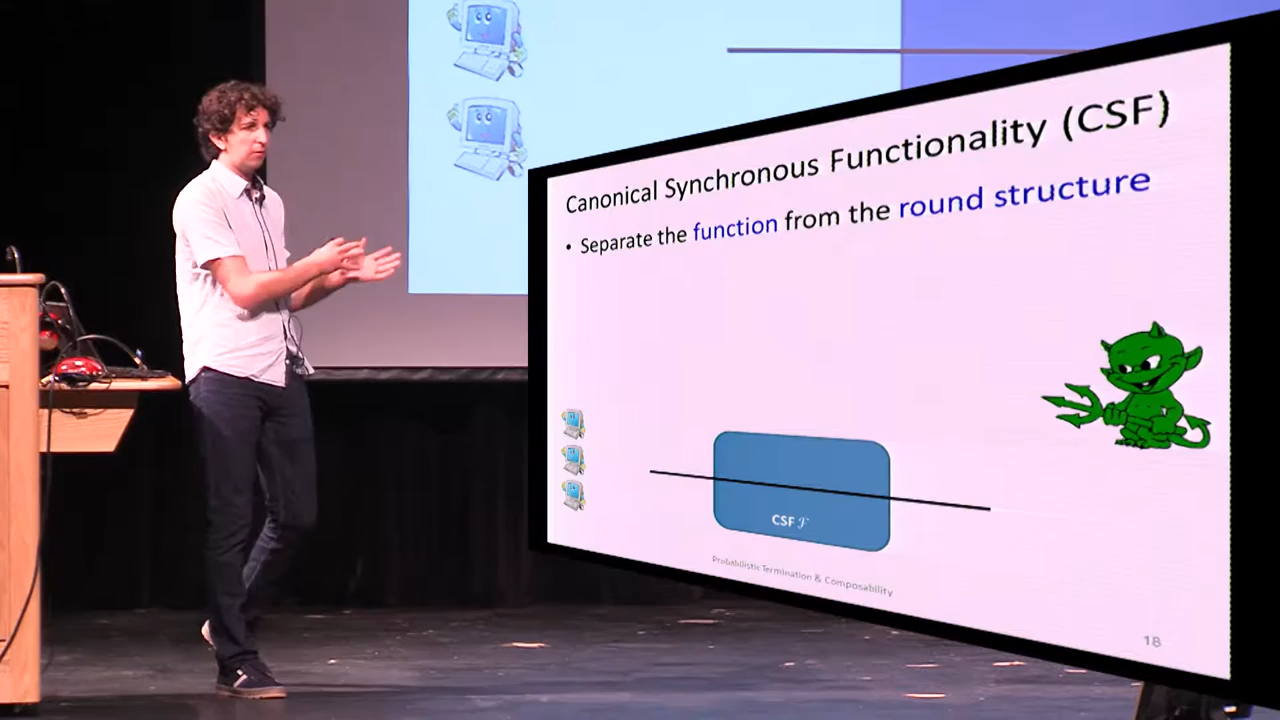 Canonical Synchronous Functionality (CSF)
• Separate the function from the round structure
CSF ℱ
Probabilistic Termination & Composability
18